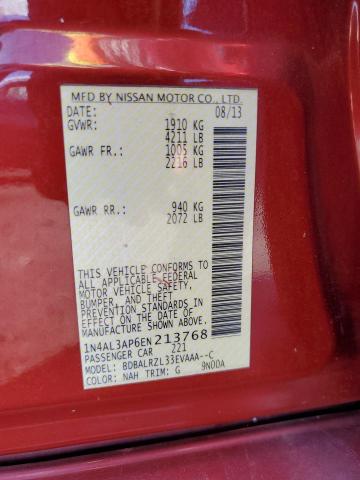 MFD BY NISSAN MOTOR CO., LTD.
DATE: 08/13
GVWR: 1910 KG
4211 LB
GAWR FR.: 1005 KG
2216 LB
GAWR RR.: 940 KG
2072 LB
THIS VEHICLE CONFORMS TO
ALL APPLICABLE FEDERAL
MOTOR VEHICLE SAFETY,
BUMPER, AND THEFT
PREVENTION STANDARDS IN
EFFECT ON THE DATE OF
MANUFACTURE SHOWN ABOVE.
1N4AL3AP6EN213768
PASSENGER CAR 221
MODEL: BDBALRZL33EVAAA--C
COLOR: NAH TRIM: G 9N00A